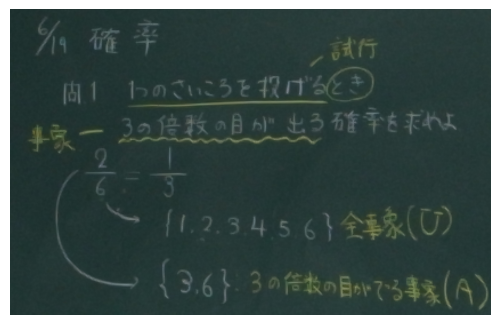 6/19 確率
試行
問1 1つのさいころを投げるとき
事象 3の倍数の目が出る確率を求めよ
2/6 = 1/3
{1.2.3.4.5 6} 全事象(U)
{3,6}. 3の倍数の目がでる事象(A)